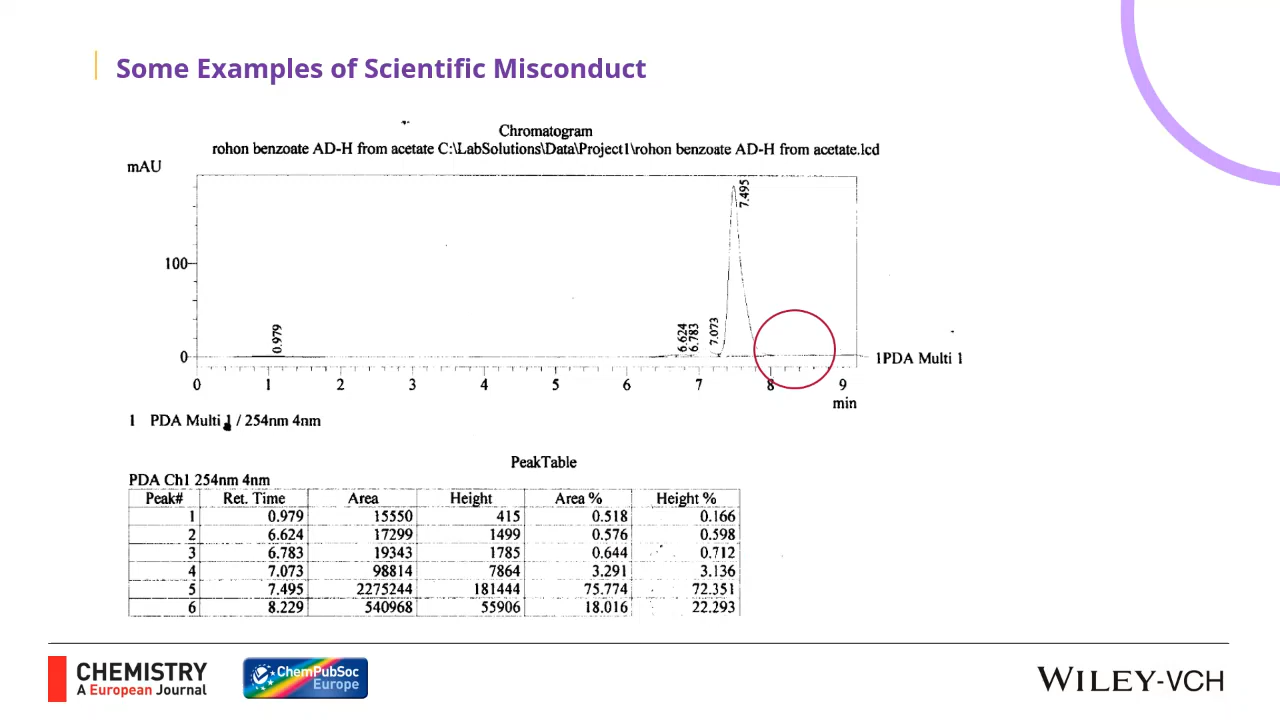 Some Examples of Scientific Misconduct
Chromatogram
rohon benzoate AD-H from acetate C:\LabSolutions\Data\Project1\rohon benzoate AD-H from acetate.lcd
mAU
100
0
0.979
6.624
6.783
7.073
7.495
1PDA Multi 1
0 1 2 3 4 5 6 7 8 9
min
1 PDA Multi 1 / 254nm 4nm
PeakTable
PDA Ch1 254nm 4nm
Peak# Ret. Time Area Height Area % Height %
1 0.979 15550 415 0.518 0.166
2 6.624 17299 1499 0.576 0.598
3 6.783 19343 1785 0.644 0.712
4 7.073 98814 7864 3.291 3.136
5 7.495 2275244 181444 75.774 72.351
6 8.229 540968 55906 18.016 22.293
CHEMISTRY
A European Journal
ChemPubSoc
Europe
WILEY-VCH